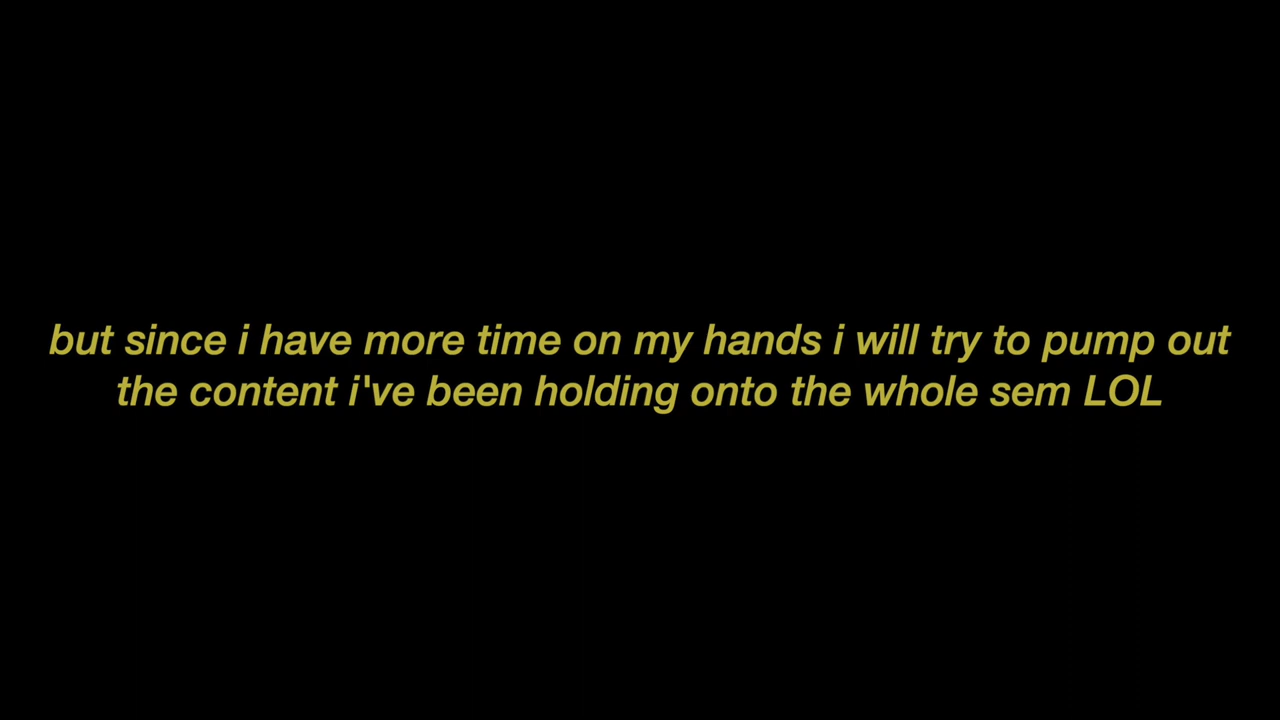 but since i have more time on my hands i will try to pump out
the content i've been holding onto the whole sem LOL